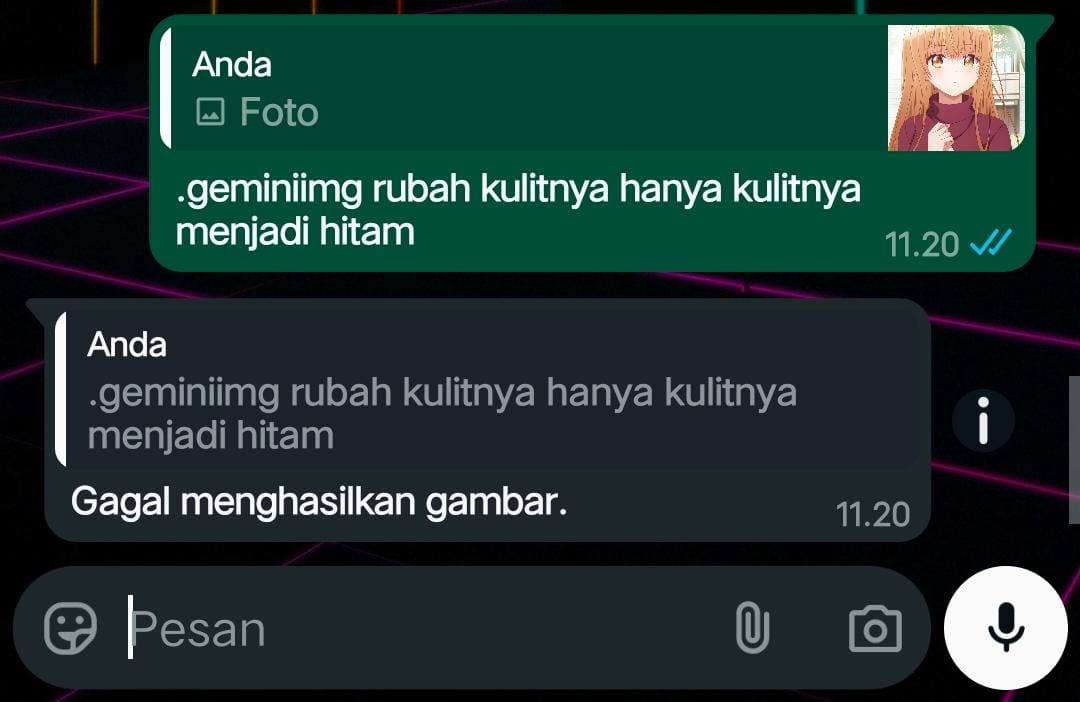 Anda
Foto
.geminiimg rubah kulitnya hanya kulitnya
menjadi hitam
11.20
Anda
.geminiimg rubah kulitnya hanya kulitnya
menjadi hitam
Gagal menghasilkan gambar.
11.20
Pesan